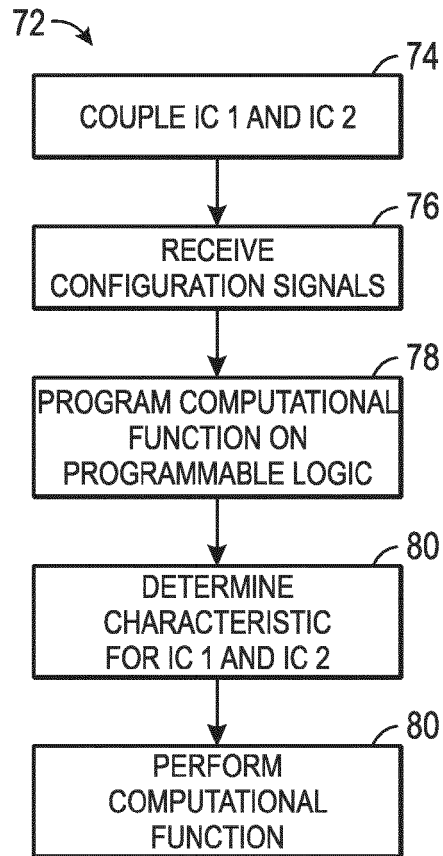 72
74
COUPLE IC 1 AND IC 2
76
RECEIVE
CONFIGURATION SIGNALS
78
PROGRAM COMPUTATIONAL
FUNCTION ON
PROGRAMMABLE LOGIC
80
DETERMINE
CHARACTERISTIC
FOR IC 1 AND IC 2
80
PERFORM
COMPUTATIONAL
FUNCTION